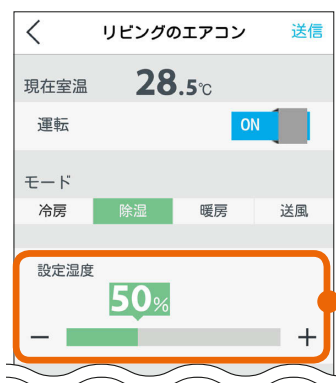 リビングのエアコン 送信
現在室温 28.5℃
運転 ON
モード
冷房 除湿 暖房 送風
設定湿度
50%